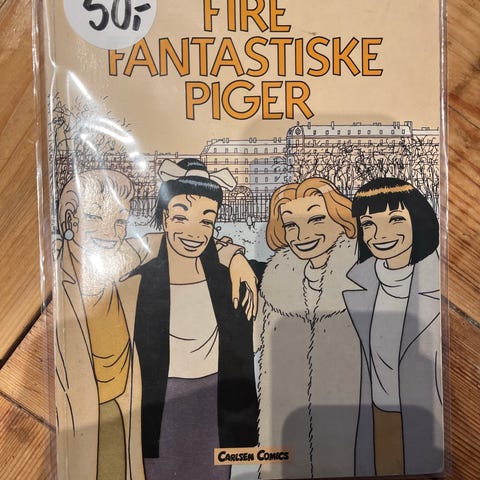 50,-
FIRE
FANTASTISKE
PIGER
CARLSEN COMICS